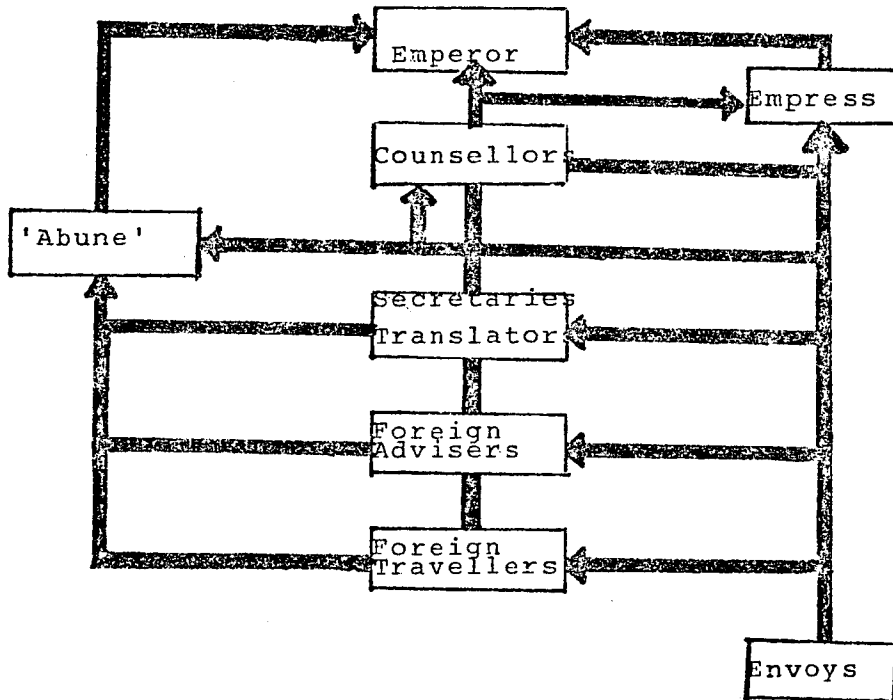 Emperor
Empress
Counsellors
'Abune'
Secretaries
Translator
Foreign
Advisers
Foreign
Travellers
Envoys